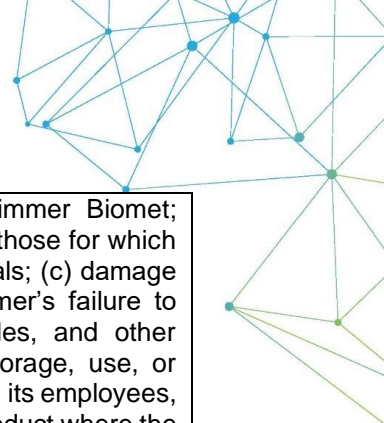 immer Biomet;
those for which
als; (c) damage
mer's failure to
les, and other
orage, use, or
its employees,
oduct where the